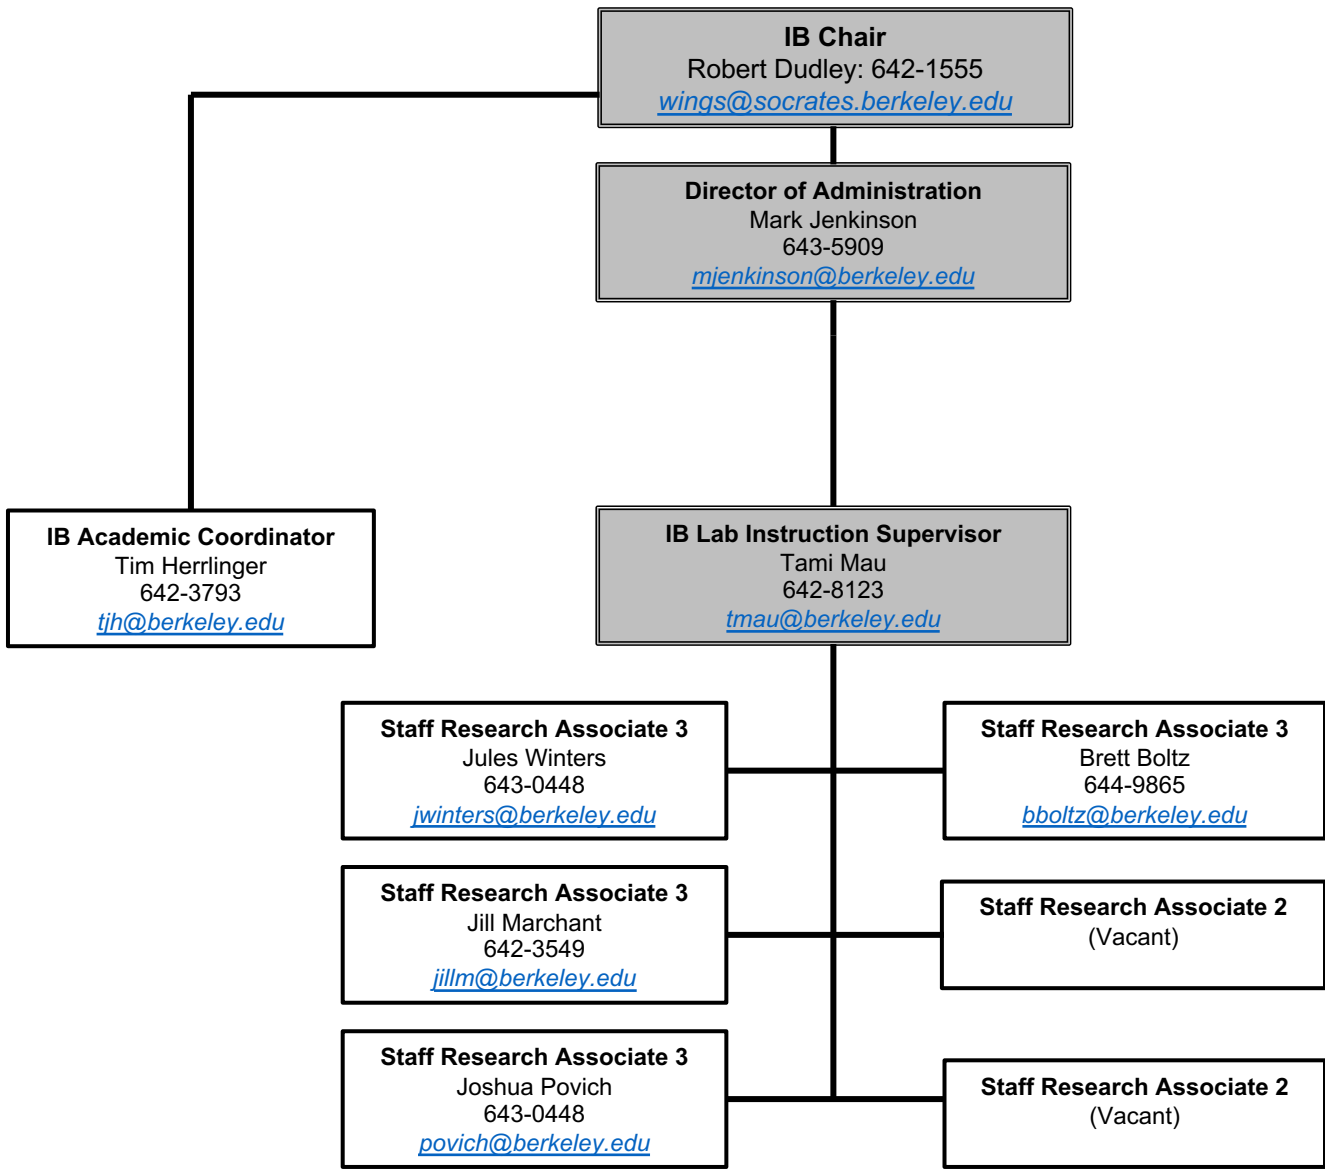 IB Chair
Robert Dudley: 642-1555
wings@socrates.berkeley.edu
Director of Administration
Mark Jenkinson
643-5909
mjenkinson@berkeley.edu
IB Academic Coordinator
Tim Herrlinger
642-3793
tjh@berkeley.edu
IB Lab Instruction Supervisor
Tami Mau
642-8123
tmau@berkeley.edu
Staff Research Associate 3
Jules Winters
643-0448
jwinters@berkeley.edu
Staff Research Associate 3
Brett Boltz
644-9865
bboltz@berkeley.edu
Staff Research Associate 3
Jill Marchant
642-3549
jillm@berkeley.edu
Staff Research Associate 2
(Vacant)
Staff Research Associate 3
Joshua Povich
643-0448
povich@berkeley.edu
Staff Research Associate 2
(Vacant)